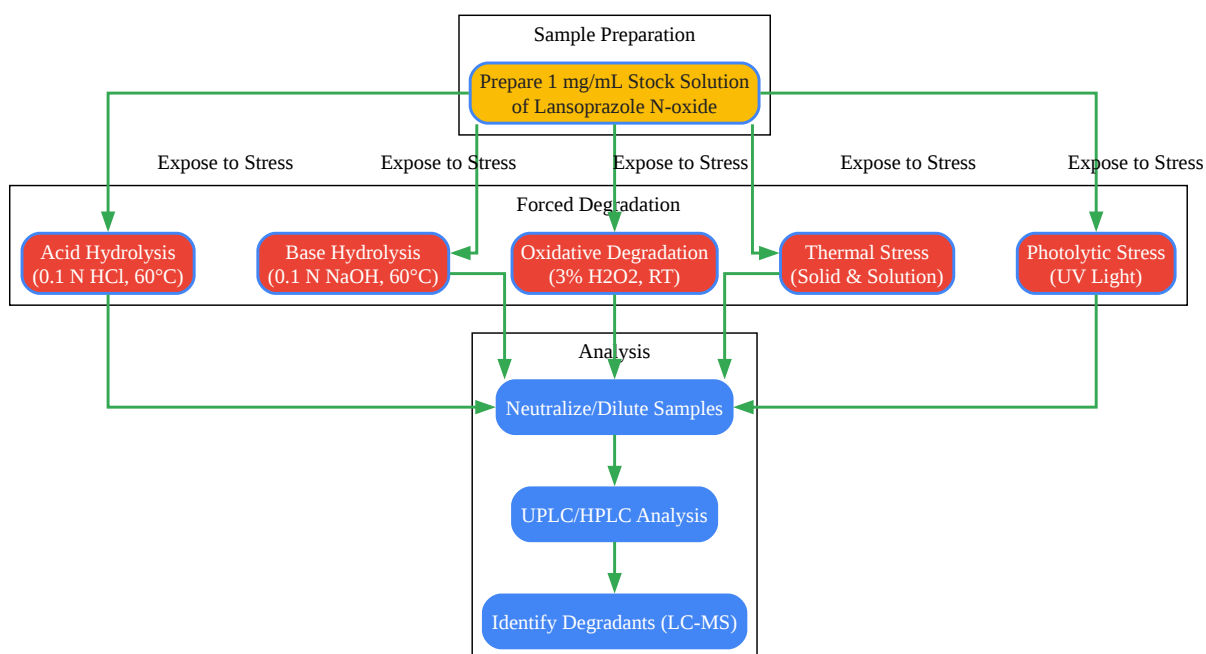 Sample Preparation
Prepare 1 mg/mL Stock Solution
of Lansoprazole N-oxide
Expose to Stress
Expose to Stress
Expose to Stress
Expose to Stress
Expose to Stress
Forced Degradation
Acid Hydrolysis
(0.1 N HCl, 60°C)
Base Hydrolysis
(0.1 N NaOH, 60°C)
Oxidative Degradation
(3% H2O2, RT)
Thermal Stress
(Solid & Solution)
Photolytic Stress
(UV Light)
Analysis
Neutralize/Dilute Samples
UPLC/HPLC Analysis
Identify Degradants (LC-MS)